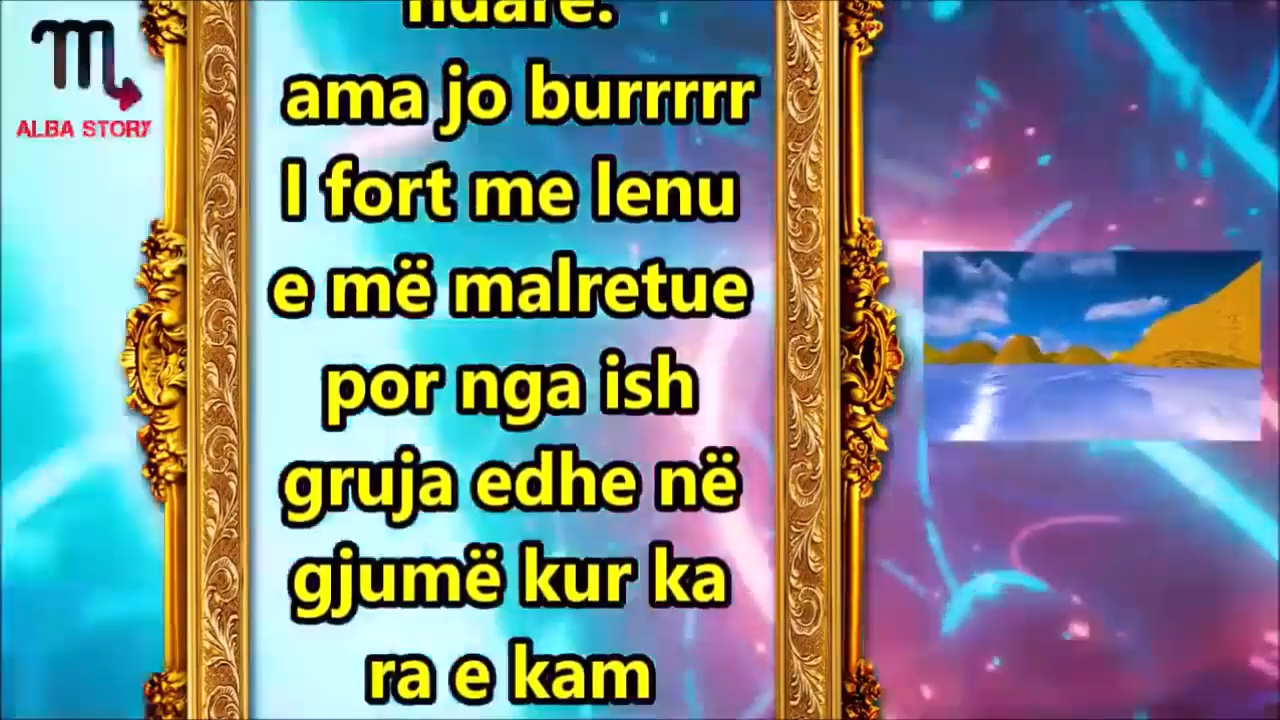 ALBA STORY
ndarë.
ama jo burrrrr
I fort me lenu
e më malretue
por nga ish
gruja edhe në
gjumë kur ka
ra e kam